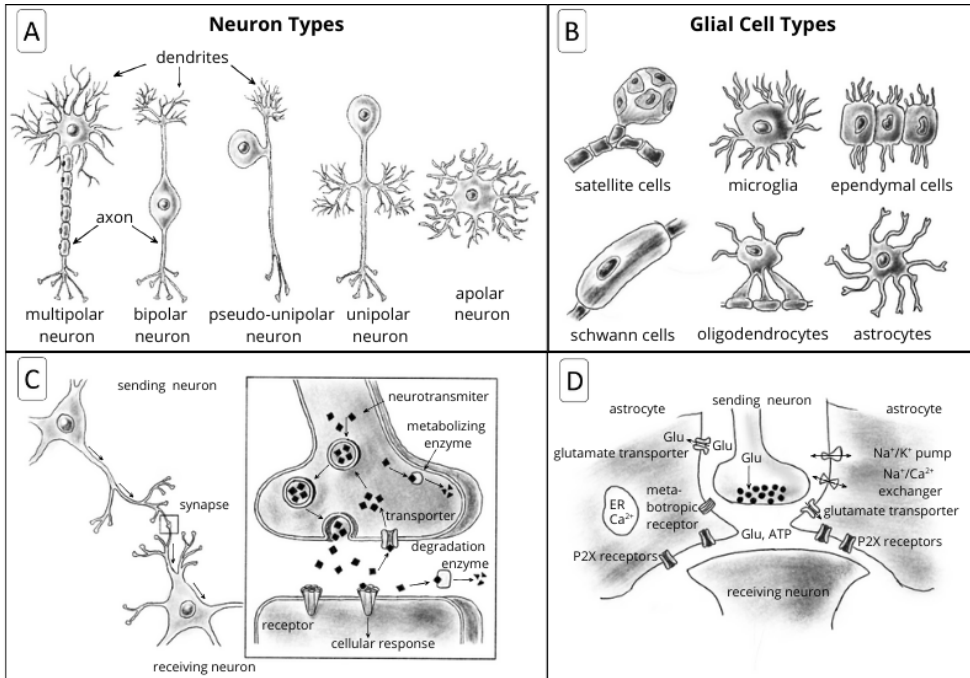 A
Neuron Types
dendrites
axon
multipolar
neuron
bipolar
neuron
pseudo-unipolar
neuron
unipolar
neuron
apolar
neuron
B
Glial Cell Types
satellite cells
microglia
ependymal cells
schwann cells
oligodendrocytes
astrocytes
C
sending neuron
synapse
receiving neuron
neurotransmiter
metabolizing
enzyme
transporter
degradation
enzyme
receptor
cellular response
D
sending neuron
astrocyte
astrocyte
Glu
Glu
glutamate transporter
Glu
Na⁺/K⁺ pump
Na⁺/Ca²⁺
exchanger
ER
Ca²⁺
meta-
botropic
receptor
glutamate transporter
P2X receptors
Glu, ATP
P2X receptors
receiving neuron